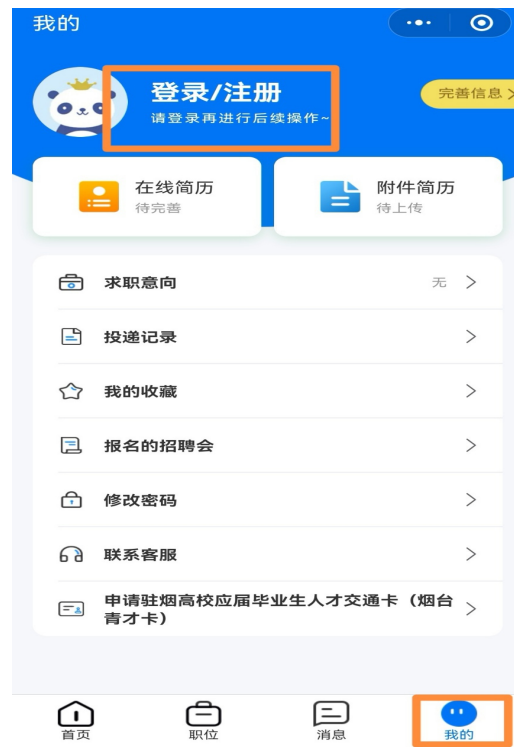 我的
登录/注册
请登录再进行后续操作~
完善信息
在线简历
待完善
附件简历
待上传
求职意向
无
投递记录
我的收藏
报名的招聘会
修改密码
联系客服
申请驻烟高校应届毕业生人才交通卡（烟台
青才卡）
首页
职位
消息
我的